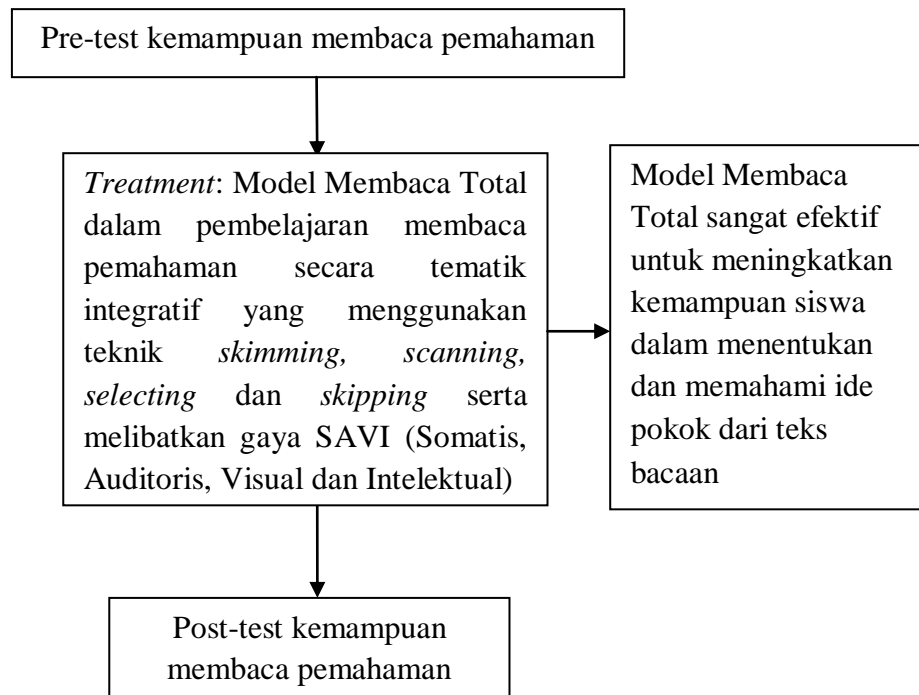 Pre-test kemampuan membaca pemahaman
Treatment: Model Membaca Total
dalam pembelajaran membaca
pemahaman secara tematik
integratif yang menggunakan
teknik skimming, scanning,
selecting dan skipping serta
melibatkan gaya SAVI (Somatis,
Auditoris, Visual dan Intelektual)
Model Membaca
Total sangat efektif
untuk meningkatkan
kemampuan siswa
dalam menentukan
dan memahami ide
pokok dari teks
bacaan
Post-test kemampuan
membaca pemahaman